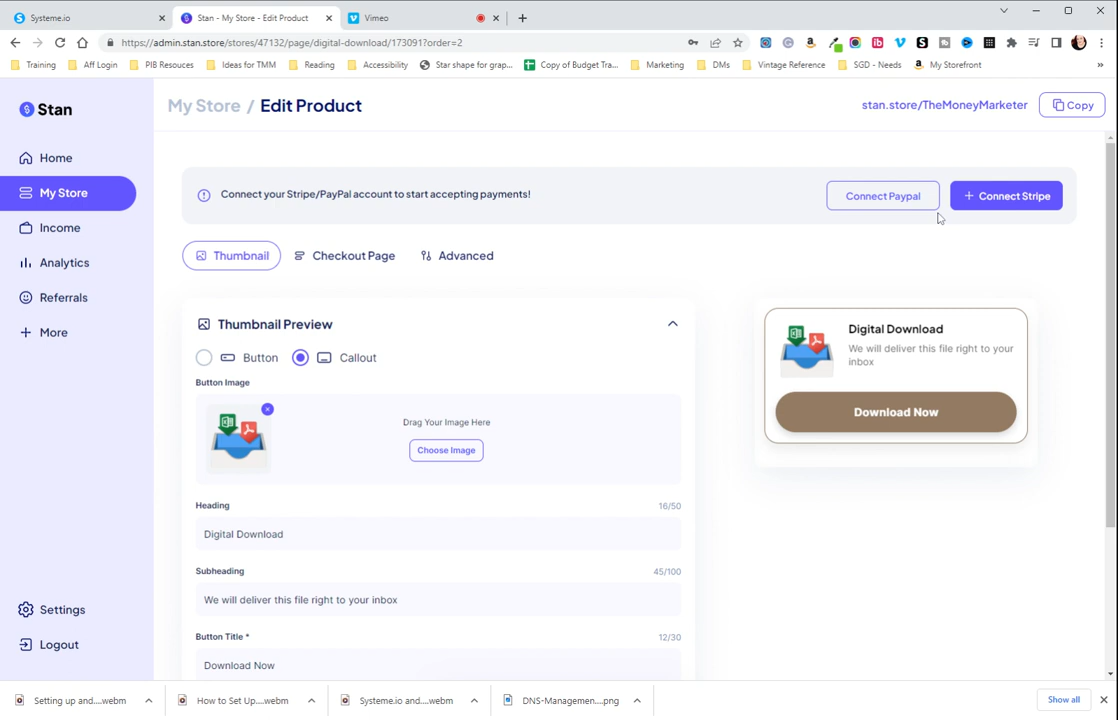 Systeme.io
Stan - My Store - Edit Product
Vimeo
https://admin.stan.store/stores/47132/page/digital-download/173091?order=2
Training
Aff Login
PIB Resouces
Ideas for TMM
Reading
Accessibility
Star shape for grap...
Copy of Budget Tra...
Marketing
DMs
Vintage Reference
SGD - Needs
My Storefront
Stan
My Store / Edit Product
stan.store/TheMoneyMarketer
Copy
Home
My Store
Income
Analytics
Referrals
More
Settings
Logout
Connect your Stripe/PayPal account to start accepting payments!
Connect Paypal
+ Connect Stripe
Thumbnail
Checkout Page
Advanced
Thumbnail Preview
Button
Callout
Button Image
Drag Your Image Here
Choose Image
Heading
16/50
Digital Download
Subheading
45/100
We will deliver this file right to your inbox
Button Title *
12/30
Download Now
Digital Download
We will deliver this file right to your
inbox
Download Now
Setting up and....webm
How to Set Up....webm
Systeme.io and....webm
DNS-Managemen....png
Show all